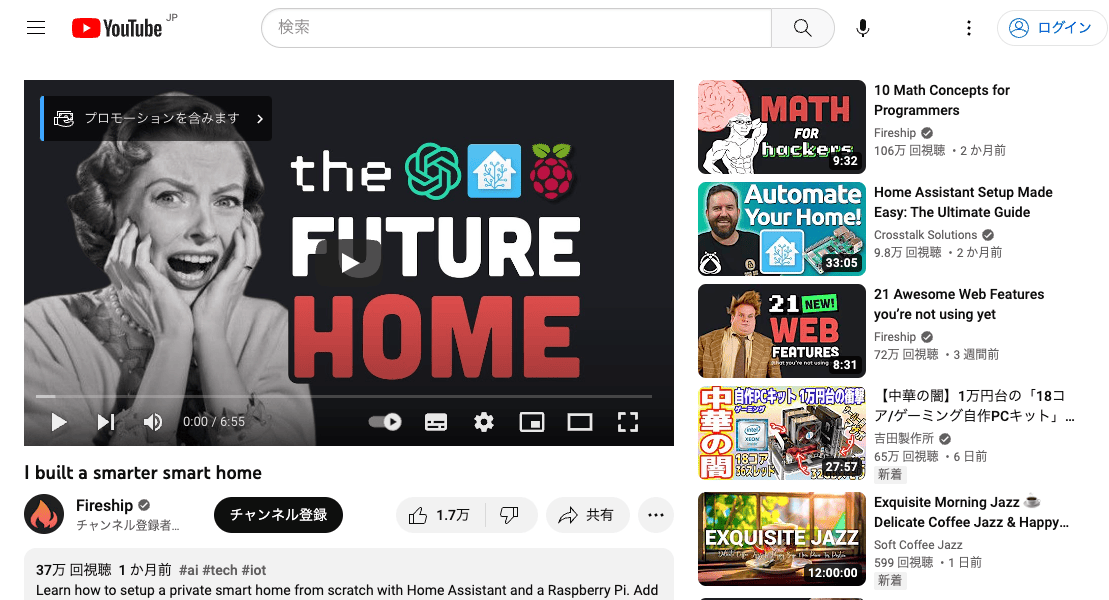 YouTube JP
検索
ログイン
プロモーションを含みます
the
FUTURE
HOME
0:00 / 6:55
I built a smarter smart home
Fireship
チャンネル登録者...
チャンネル登録
1.7万
共有
37万 回視聴 1 か月前 #ai #tech #iot
Learn how to setup a private smart home from scratch with Home Assistant and a Raspberry Pi. Add
MATH
FOR
hackers
9:32
10 Math Concepts for
Programmers
Fireship
106万 回視聴 ・2 か月前
Automate
Your Home!
33:05
Home Assistant Setup Made
Easy: The Ultimate Guide
Crosstalk Solutions
9.8万 回視聴 ・2 か月前
21 NEW!
WEB
FEATURES
(that you're not using
8:31
21 Awesome Web Features
you're not using yet
Fireship
72万 回視聴 ・3 週間前
中華の闇
自作PCキット 1万円台の衝撃
ゲーミング
intel
XEON
18コア
36スレッド
27:57
【中華の闇】1万円台の「18コ
ア/ゲーミング自作PCキット」...
吉田製作所
65万 回視聴 ・6 日前
新着
EXQUISITE JAZZ
12:00:00
Exquisite Morning Jazz ☕
Delicate Coffee Jazz & Happy...
Soft Coffee Jazz
599 回視聴 ・1 日前
新着